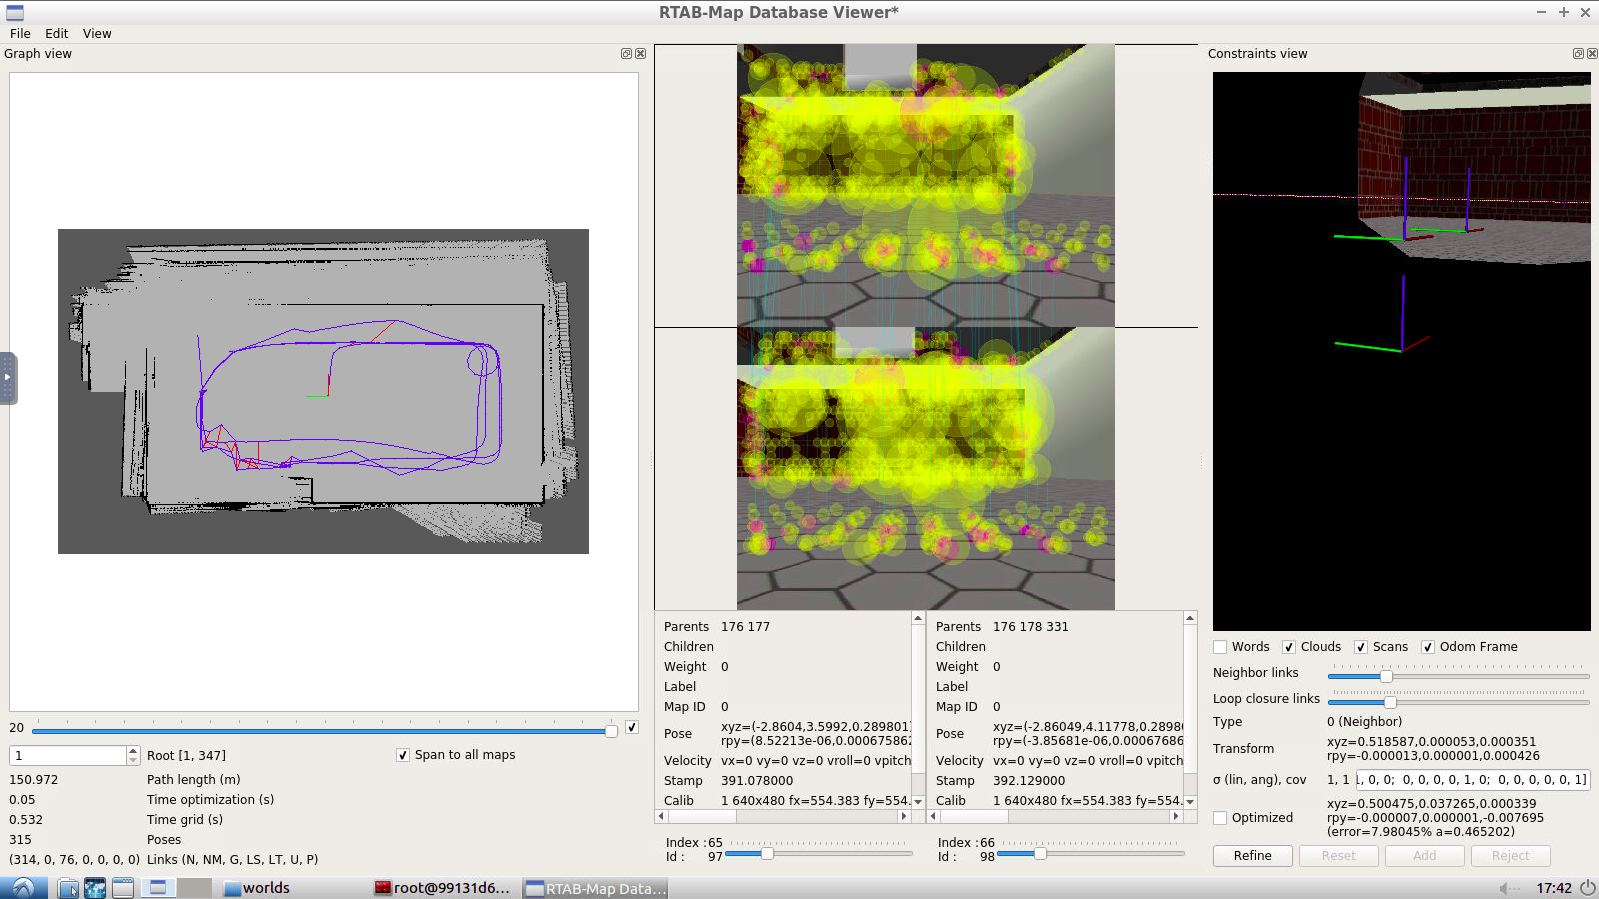 RTAB-Map Database Viewer*
File Edit View
Graph view
20
1 Root [1, 347] Span to all maps
150.972 Path length (m)
0.05 Time optimization (s)
0.532 Time grid (s)
315 Poses
(314, 0, 76, 0, 0, 0, 0) Links (N, NM, G, LS, LT, U, P)
Parents 176 177
Children
Weight 0
Label
Map ID 0
Pose xyz=(-2.8604,3.5992,0.289801)
rpy=(8.52213e-06,0.000675862
Velocity vx=0 vy=0 vz=0 vroll=0 vpitch
Stamp 391.078000
Calib 1 640x480 fx=554.383 fy=554.
Index : 65
Id : 97
Parents 176 178 331
Children
Weight 0
Label
Map ID 0
Pose xyz=(-2.86049,4.11778,0.2898
rpy=(-3.85681e-06,0.00067686
Velocity vx=0 vy=0 vz=0 vroll=0 vpitch
Stamp 392.129000
Calib 1 640x480 fx=554.383 fy=554.
Index : 66
Id : 98
Constraints view
Words Clouds Scans Odom Frame
Neighbor links
Loop closure links
Type 0 (Neighbor)
Transform xyz=0.518587,0.000053,0.000351
rpy=-0.000013,0.000001,0.000426
σ (lin, ang), cov 1, 1 1, 0, 0; 0, 0, 0, 0, 1, 0; 0, 0, 0, 0, 0, 1]
Optimized xyz=0.500475,0.037265,0.000339
rpy=-0.000007,0.000001,-0.007695
(error=7.98045% a=0.465202)
Refine Reset Add Reject
worlds root@99131d6... RTAB-Map Data... 17:42